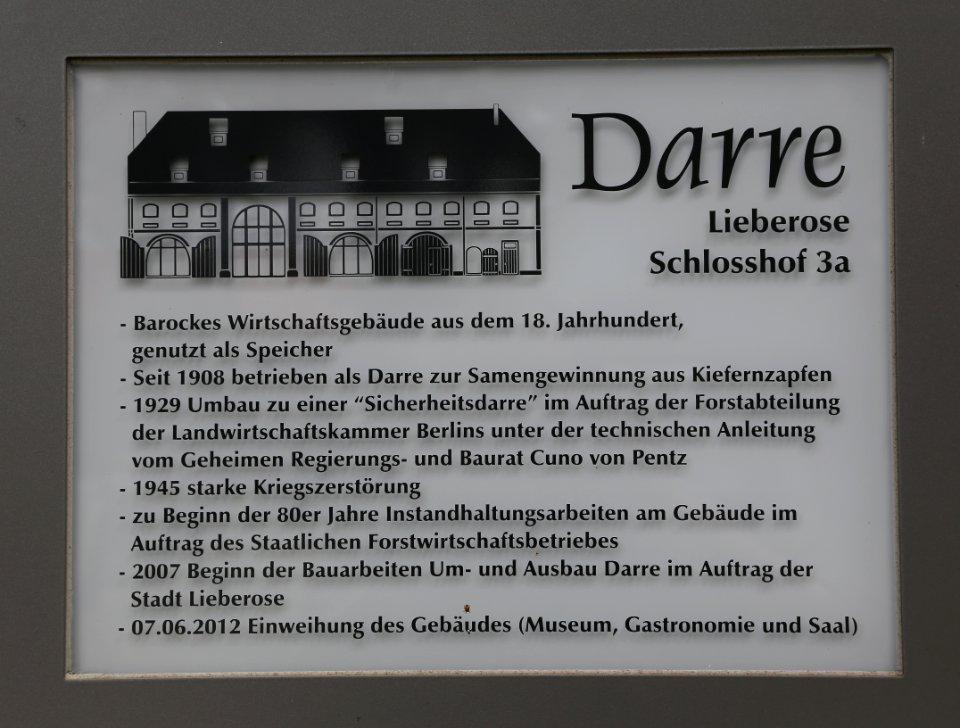 Darre
Lieberose
Schlosshof 3a
- Barockes Wirtschaftsgebäude aus dem 18. Jahrhundert,
genutzt als Speicher
- Seit 1908 betrieben als Darre zur Samengewinnung aus Kiefernzapfen
- 1929 Umbau zu einer “Sicherheitsdarre” im Auftrag der Forstabteilung
der Landwirtschaftskammer Berlins unter der technischen Anleitung
vom Geheimen Regierungs- und Baurat Cuno von Pentz
- 1945 starke Kriegszerstörung
- zu Beginn der 80er Jahre Instandhaltungsarbeiten am Gebäude im
Auftrag des Staatlichen Forstwirtschaftsbetriebes
- 2007 Beginn der Bauarbeiten Um- und Ausbau Darre im Auftrag der
Stadt Lieberose
- 07.06.2012 Einweihung des Gebäudes (Museum, Gastronomie und Saal)